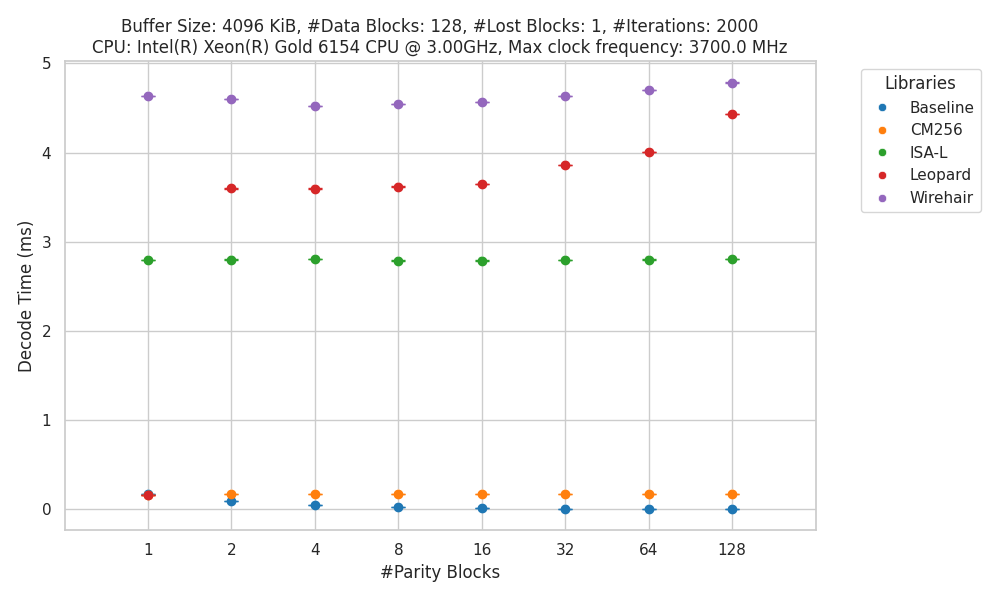 Buffer Size: 4096 KiB, #Data Blocks: 128, #Lost Blocks: 1, #Iterations: 2000
CPU: Intel(R) Xeon(R) Gold 6154 CPU @ 3.00GHz, Max clock frequency: 3700.0 MHz
Decode Time (ms)
5
4
3
2
1
0
1 2 4 8 16 32 64 128
#Parity Blocks
Libraries
Baseline
CM256
ISA-L
Leopard
Wirehair